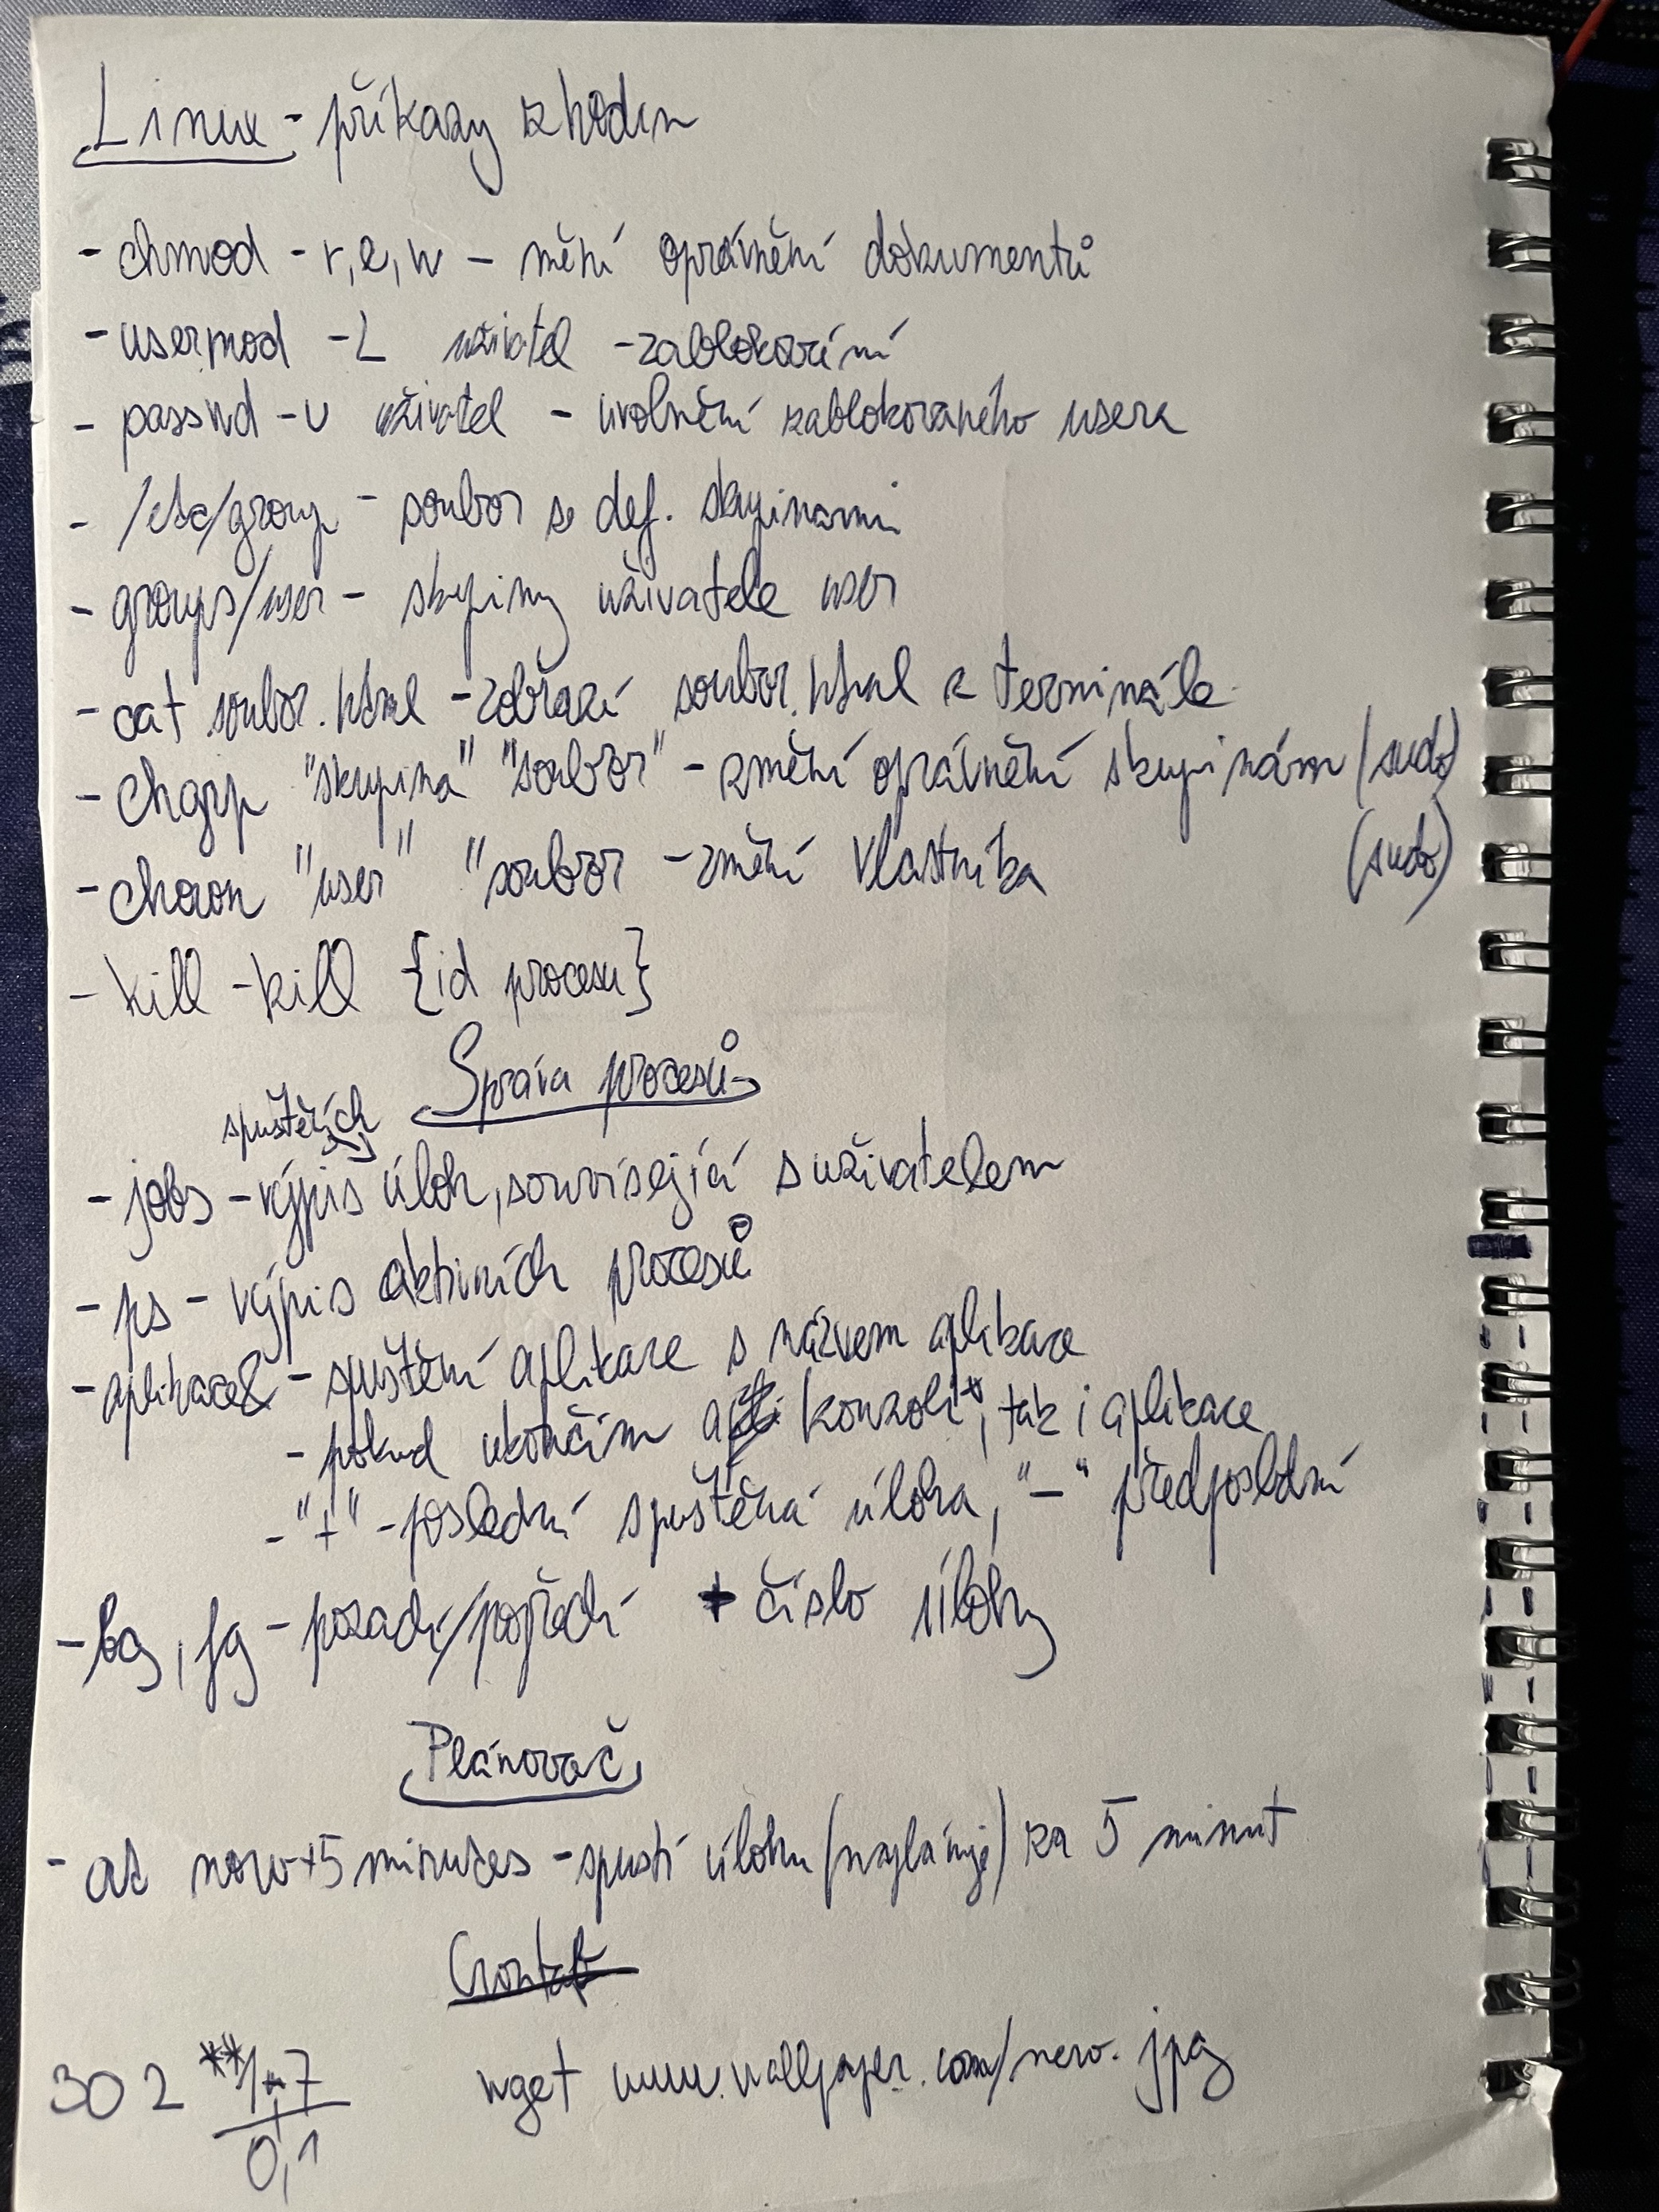 Linux - příkazy z hodin
- chmod - r,e,w - mění oprávnění dokumentů
- usermod -L uživatel - zablokování
- passwd -u uživatel - uvolnění zablokovaného usera
- /etc/group - soubor s def. skupinami
- groups/user - skupiny uživatele user
- cat soubor.html - zobrazí soubor.html v terminále
- chgrp "skupina" "soubor" - změní oprávnění skupinám (sudo)
- chown "user" "soubor - změní vlastníka (sudo)
- kill - kill {id procesu}
Správa procesů
spuštěných
- jobs - výpis úloh, souvisejíá s uživatelem
- ps - výpis aktivních procesů
- aplikace& - spuštění aplikace s názvem aplikace
- pokud ukončím konzoli, tak i aplikace
- "+" - poslední spuštěná úloha, "-" předposlední
- bg, fg - pozadí/popředí + číslo úlohy
Plánovač
- at now+5 minutes - spustí úlohu (naplánuje) za 5 minut
Crontab
30 2 **/1-7 wget www.wallpaper.com/new.jpg
0,1